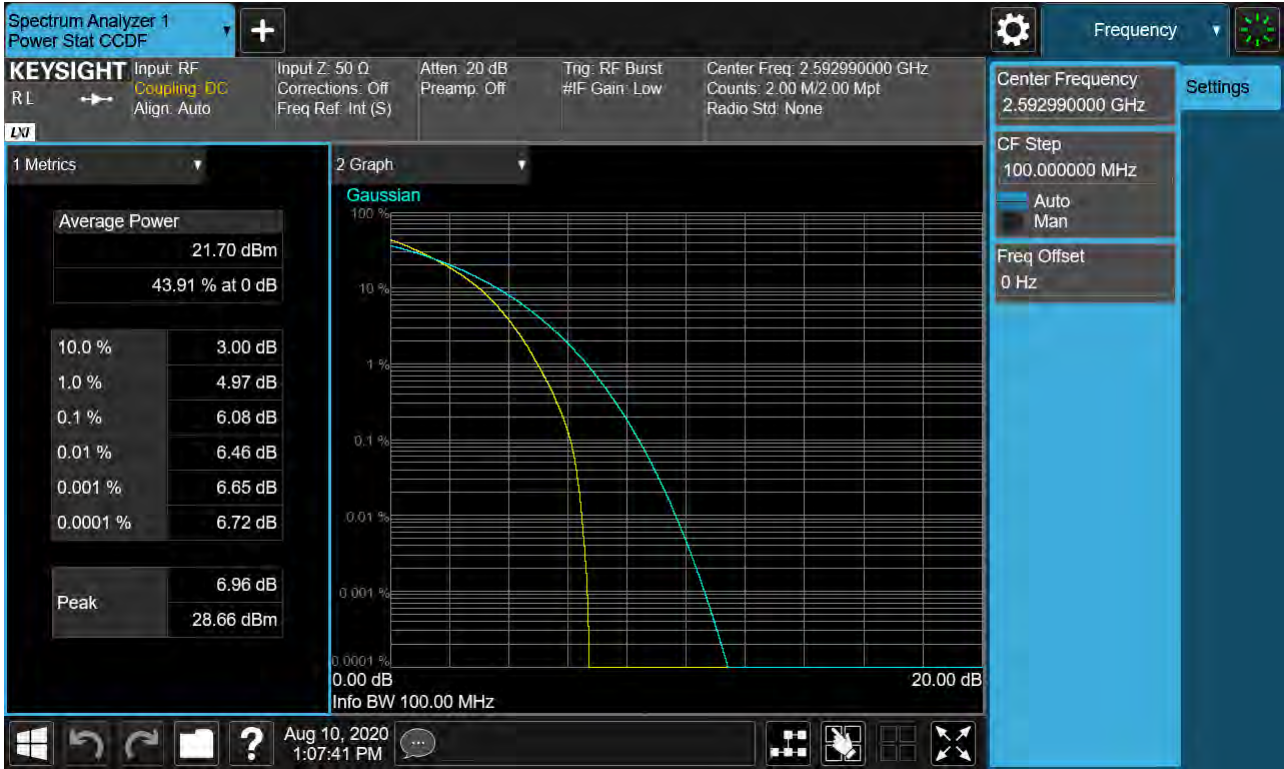 Spectrum Analyzer 1
Power Stat CCDF
+
Frequency
KEYSIGHT
R L
LXI
Input: RF
Coupling: DC
Align: Auto
Input Z: 50 Ω
Corrections: Off
Freq Ref: Int (S)
Atten: 20 dB
Preamp: Off
Trig: RF Burst
#IF Gain: Low
Center Freq: 2.592990000 GHz
Counts: 2.00 M/2.00 Mpt
Radio Std: None
Center Frequency
2.592990000 GHz
Settings
CF Step
100.000000 MHz
Auto
Man
Freq Offset
0 Hz
1 Metrics
Average Power
21.70 dBm
43.91 % at 0 dB
10.0 % 3.00 dB
1.0 % 4.97 dB
0.1 % 6.08 dB
0.01 % 6.46 dB
0.001 % 6.65 dB
0.0001 % 6.72 dB
Peak
6.96 dB
28.66 dBm
2 Graph
Gaussian
100 %
10 %
1 %
0.1 %
0.01 %
0.001 %
0.0001 %
0.00 dB
20.00 dB
Info BW 100.00 MHz
?
Aug 10, 2020
1:07:41 PM